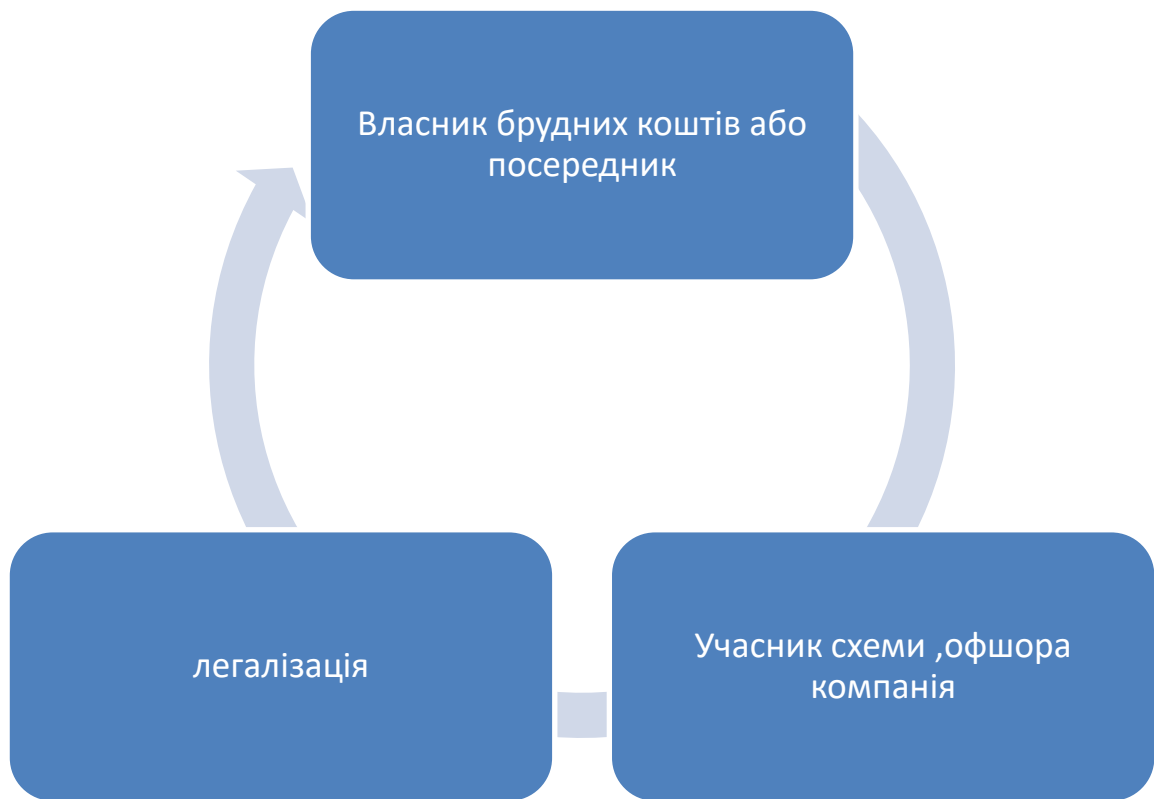 Власник брудних коштів або
посередник
легалізація
Учасник схеми ,офшора
компанія